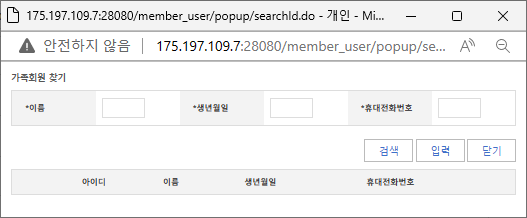 175.197.109.7:28080/member_user/popup/searchId.do - 개인 - Mi...
안전하지 않음 175.197.109.7:28080/member_user/popup/se...
가족회원 찾기
*이름 *생년월일 *휴대전화번호
검색 입력 닫기
아이디 이름 생년월일 휴대전화번호